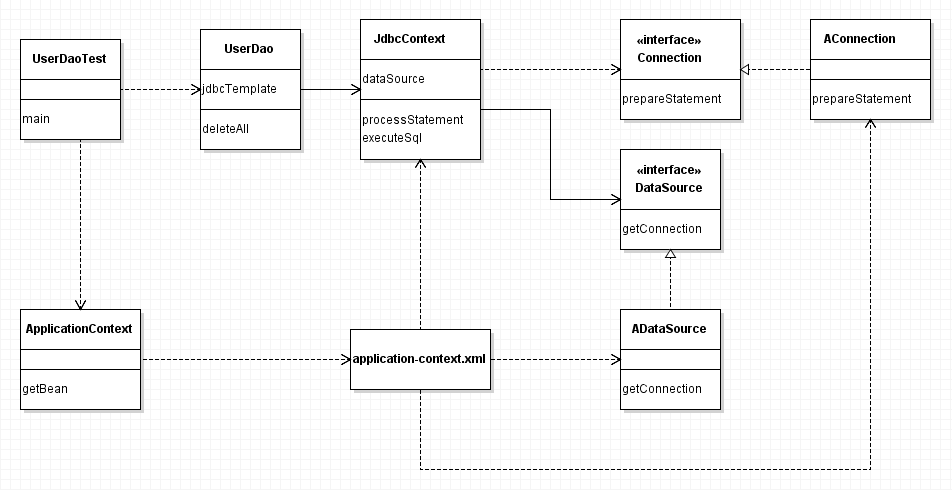 UserDaoTest
main
UserDao
jdbcTemplate
deleteAll
JdbcContext
dataSource
processStatement
executeSql
«interface»
Connection
prepareStatement
AConnection
prepareStatement
«interface»
DataSource
getConnection
ApplicationContext
getBean
application-context.xml
ADataSource
getConnection